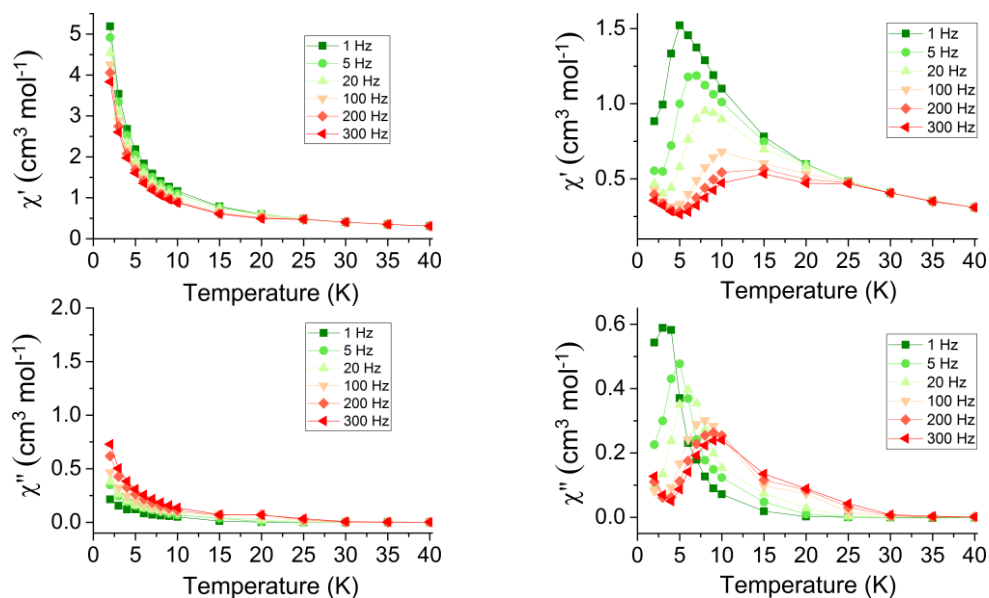 χ' (cm³ mol⁻¹)
5
4
3
2
1
0
1 Hz
5 Hz
20 Hz
100 Hz
200 Hz
300 Hz
0 5 10 15 20 25 30 35 40
Temperature (K)
χ' (cm³ mol⁻¹)
1.5
1.0
0.5
1 Hz
5 Hz
20 Hz
100 Hz
200 Hz
300 Hz
0 5 10 15 20 25 30 35 40
Temperature (K)
χ" (cm³ mol⁻¹)
2.0
1.5
1.0
0.5
0.0
1 Hz
5 Hz
20 Hz
100 Hz
200 Hz
300 Hz
0 5 10 15 20 25 30 35 40
Temperature (K)
χ" (cm³ mol⁻¹)
0.6
0.4
0.2
0.0
1 Hz
5 Hz
20 Hz
100 Hz
200 Hz
300 Hz
0 5 10 15 20 25 30 35 40
Temperature (K)